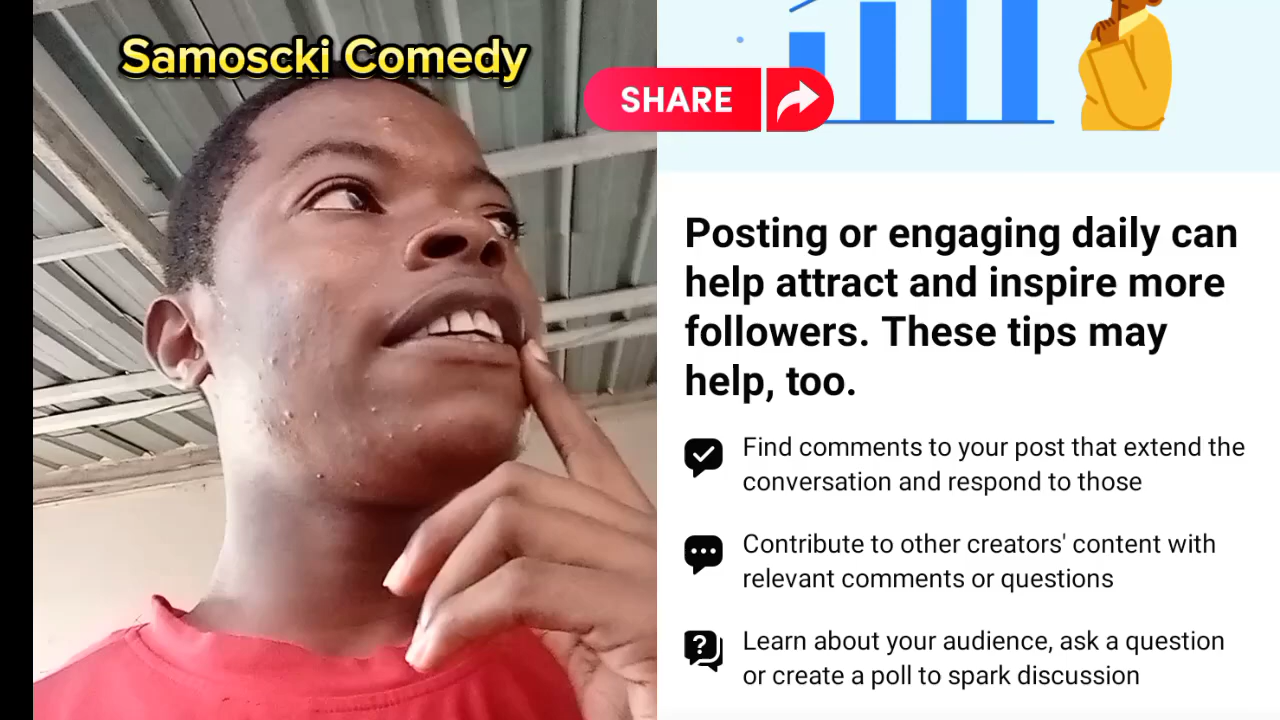 Samoscki Comedy
SHARE
Posting or engaging daily can
help attract and inspire more
followers. These tips may
help, too.
Find comments to your post that extend the
conversation and respond to those
Contribute to other creators' content with
relevant comments or questions
Learn about your audience, ask a question
or create a poll to spark discussion